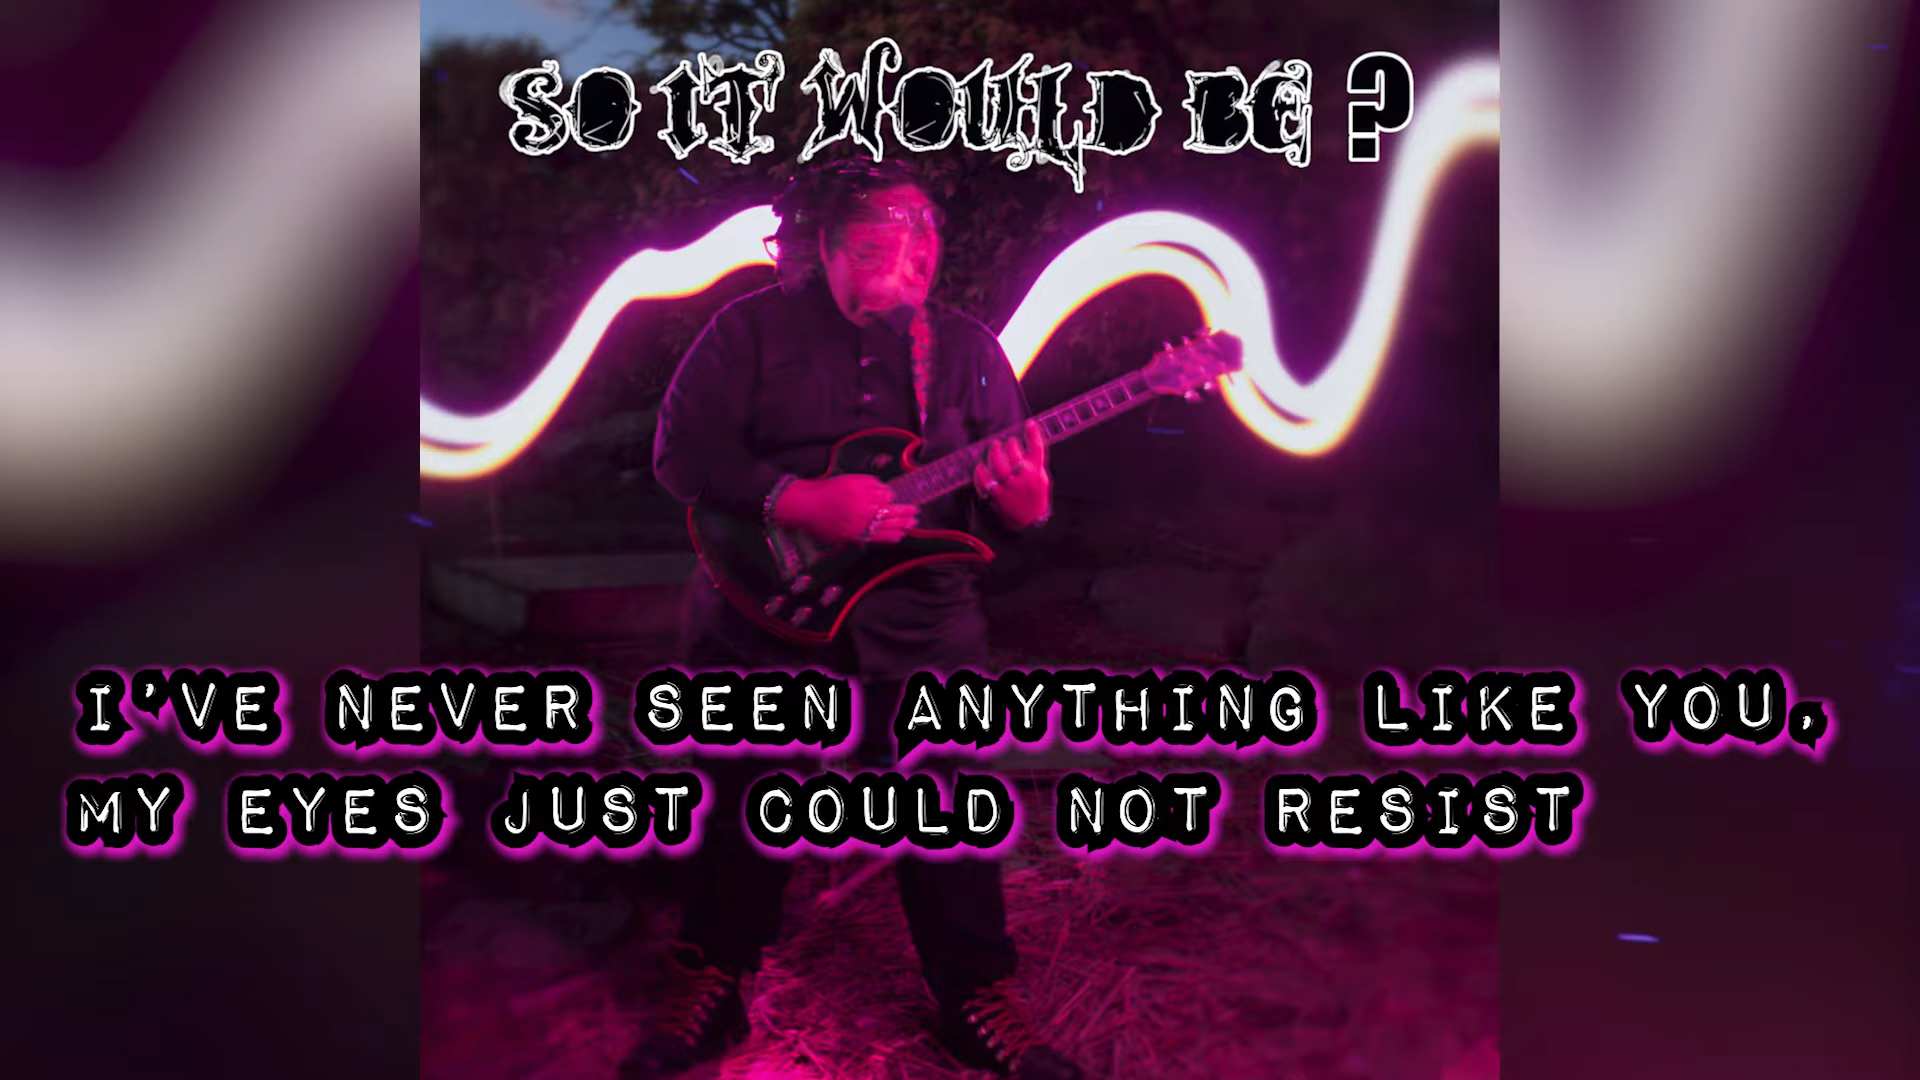 SO IT WOULD BE ?
I'VE NEVER SEEN ANYTHING LIKE YOU,
MY EYES JUST COULD NOT RESIST